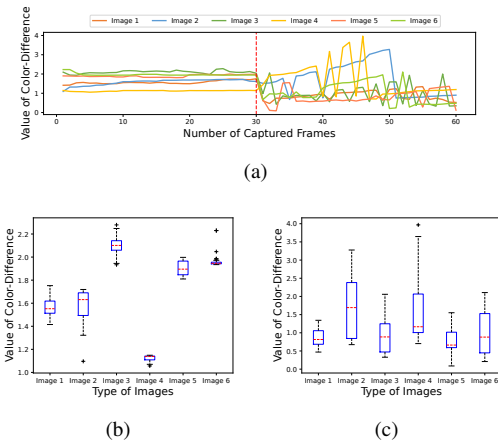 Image 1 Image 2 Image 3 Image 4 Image 5 Image 6
Value of Color-Difference
4
3
2
1
0
0 10 20 30 40 50 60
Number of Captured Frames
(a)
Value of Color-Difference
2.2
2.0
1.8
1.6
1.4
1.2
1.0
Image 1 Image 2 Image 3 Image 4 Image 5 Image 6
Type of Images
(b)
Value of Color-Difference
4.0
3.5
3.0
2.5
2.0
1.5
1.0
0.5
0.0
Image 1 Image 2 Image 3 Image 4 Image 5 Image 6
Type of Images
(c)